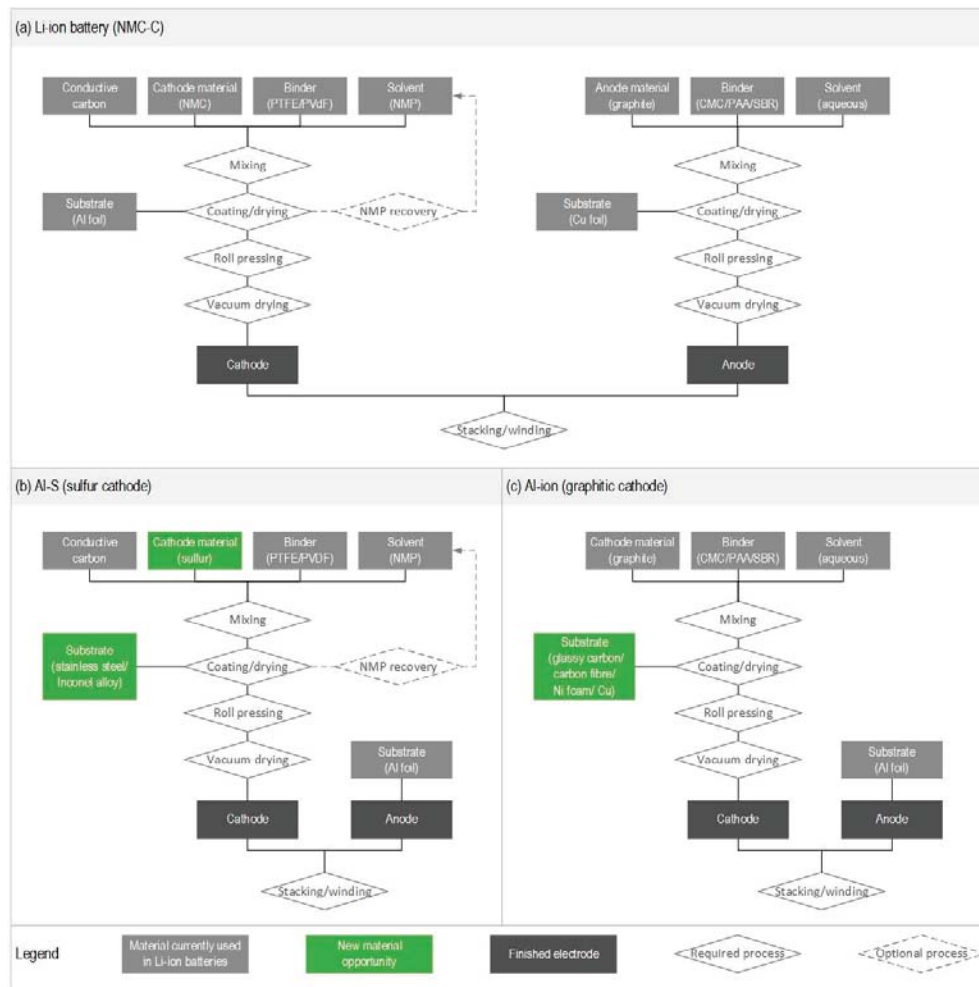 (a) Li-ion battery (NMC-C)
Conductive
carbon
Cathode material
(NMC)
Binder
(PTFE/PVdF)
Solvent
(NMP)
Anode material
(graphite)
Binder
(CMC/PAA/SBR)
Solvent
(aqueous)
Mixing
Mixing
Substrate
(Al foil)
Coating/drying
NMP recovery
Substrate
(Cu foil)
Coating/drying
Roll pressing
Roll pressing
Vacuum drying
Vacuum drying
Cathode
Anode
Stacking/winding
(b) Al-S (sulfur cathode)
Conductive
carbon
Cathode material
(sulfur)
Binder
(PTFE/PVDF)
Solvent
(NMP)
Mixing
Substrate
(stainless steel/
Inconel alloy)
Coating/drying
NMP recovery
Roll pressing
Vacuum drying
Substrate
(Al foil)
Cathode
Anode
Stacking/winding
(c) Al-ion (graphitic cathode)
Cathode material
(graphite)
Binder
(CMC/PAA/SBR)
Solvent
(aqueous)
Mixing
Substrate
(glassy carbon/
carbon fibre/
Ni foam/ Cu)
Coating/drying
Roll pressing
Vacuum drying
Substrate
(Al foil)
Cathode
Anode
Stacking/winding
Legend
Material currently used
in Li-ion batteries
New material
opportunity
Finished electrode
Required process
Optional process